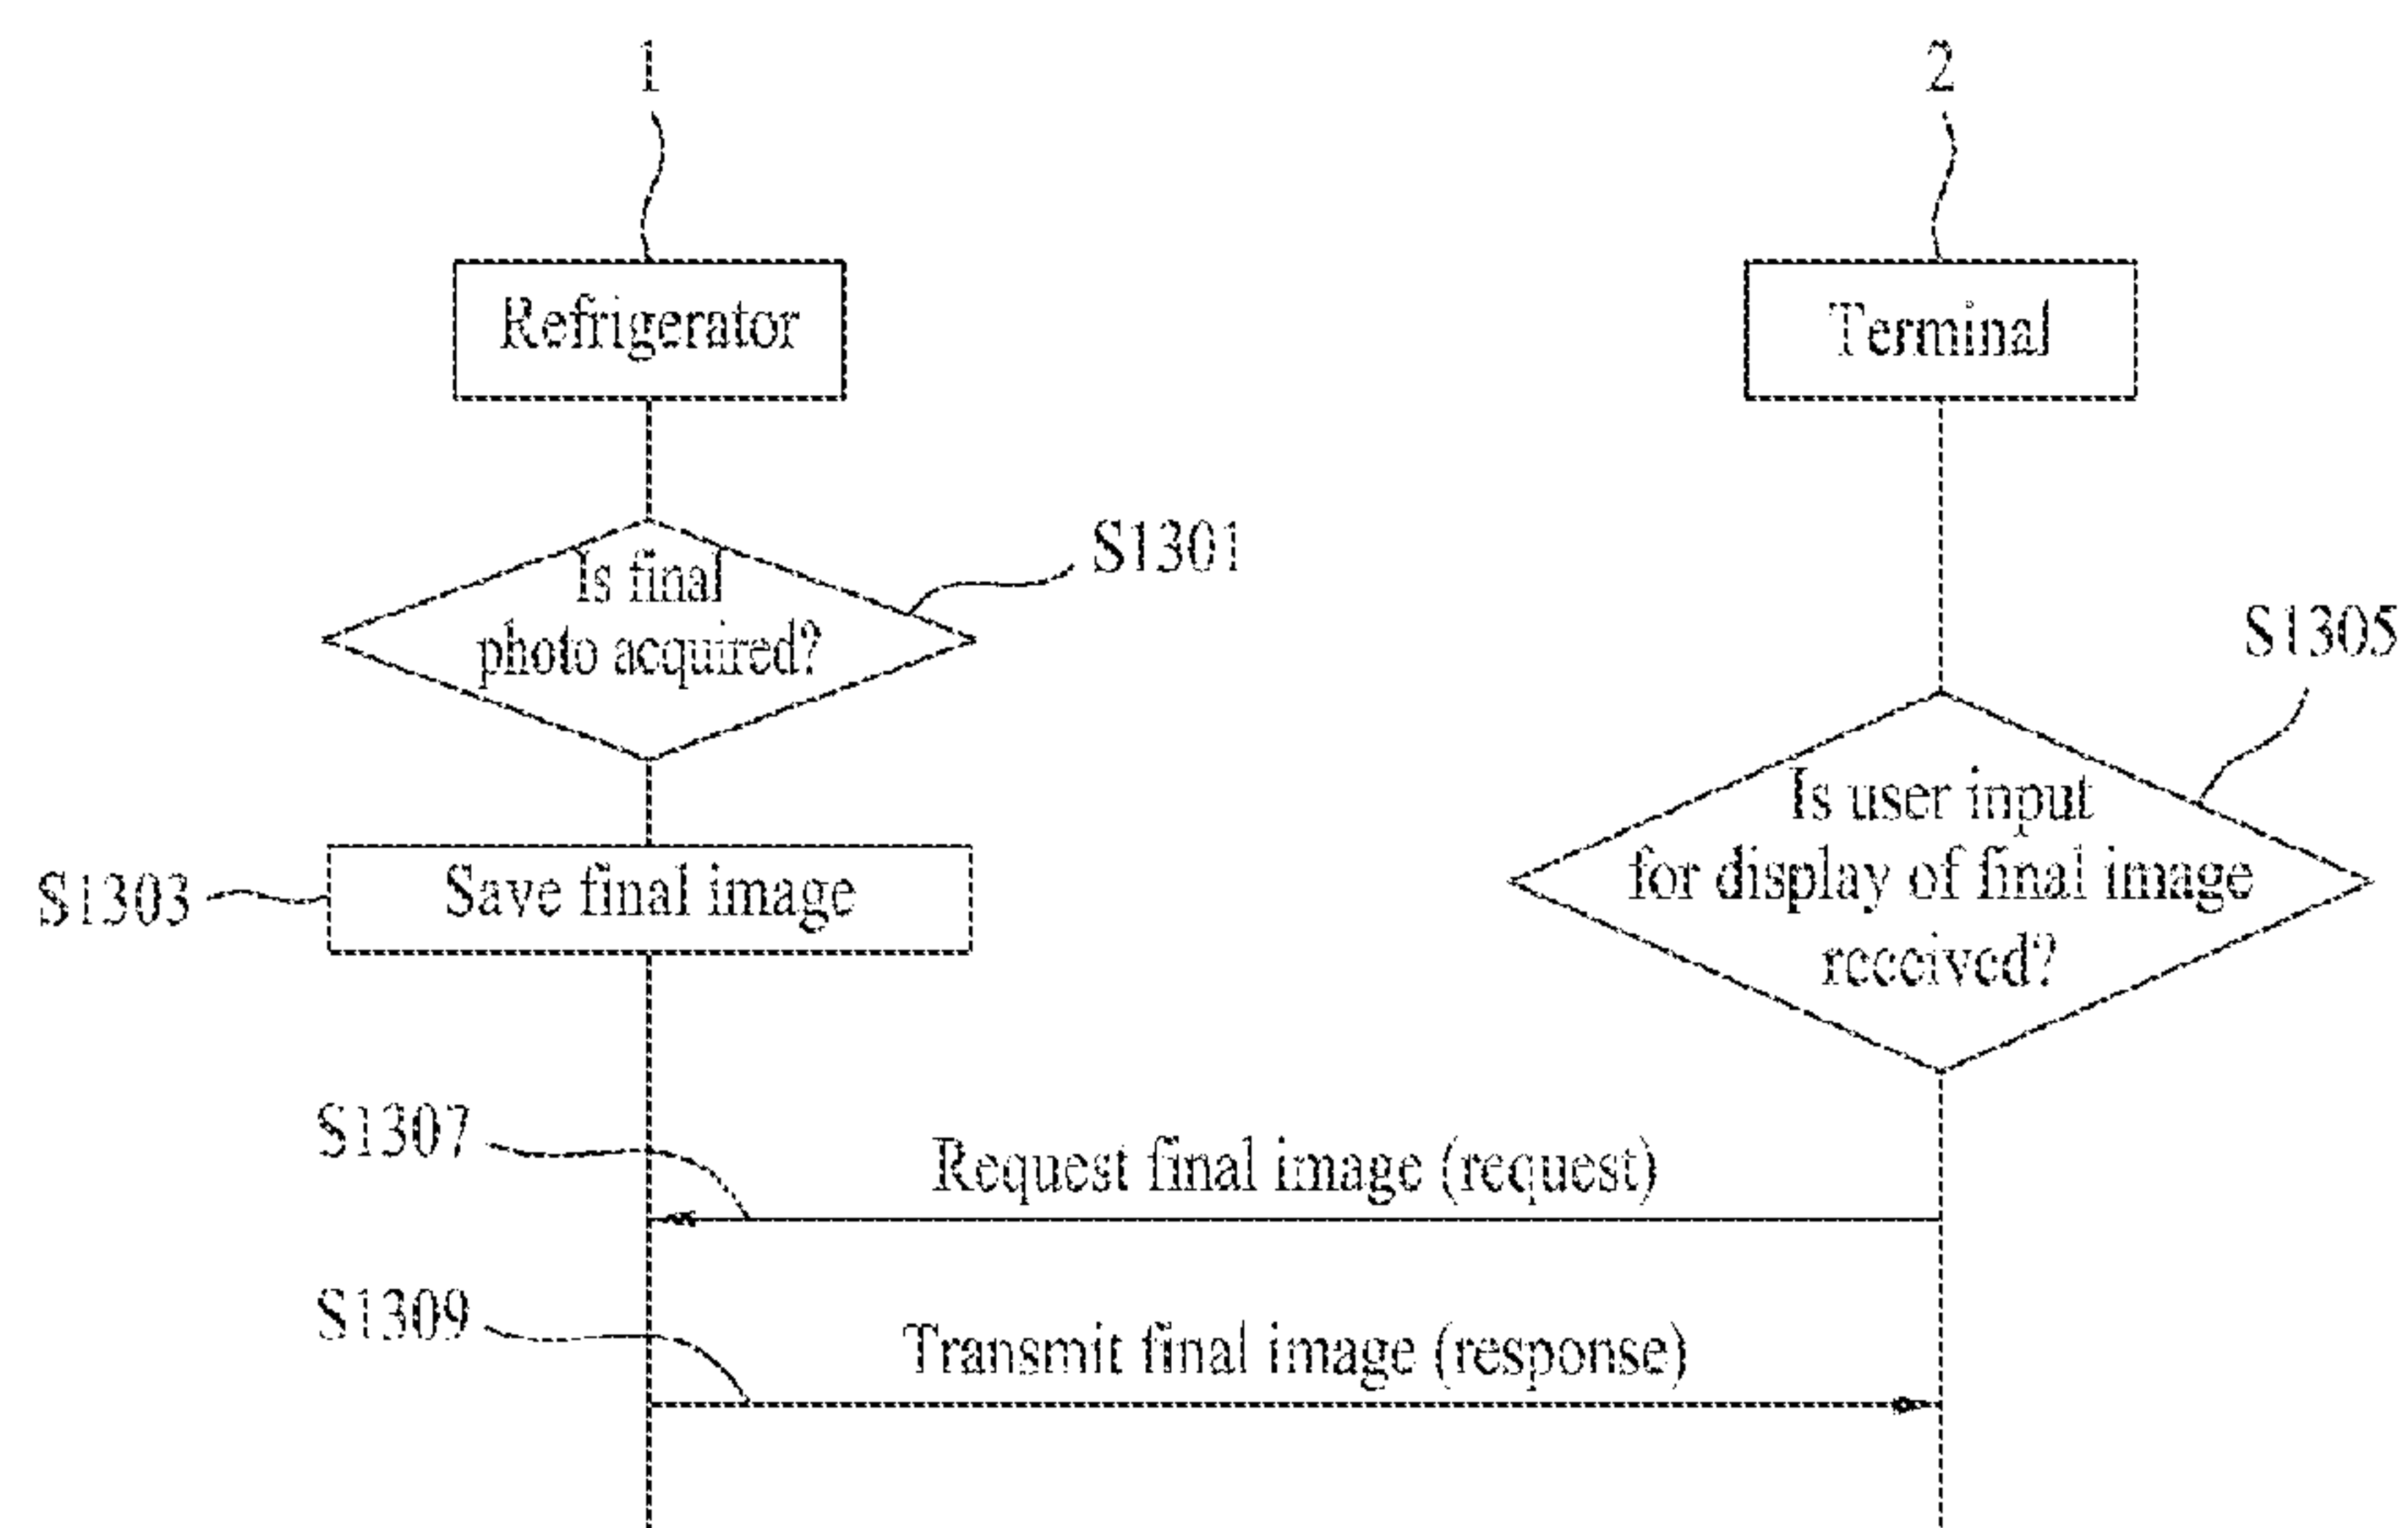 1
2
Refrigerator
Terminal
S1301
Is final
photo acquired?
S1305
Is user input
for display of final image
received?
S1303
Save final image
S1307
Request final image (request)
S1309
Transmit final image (response)